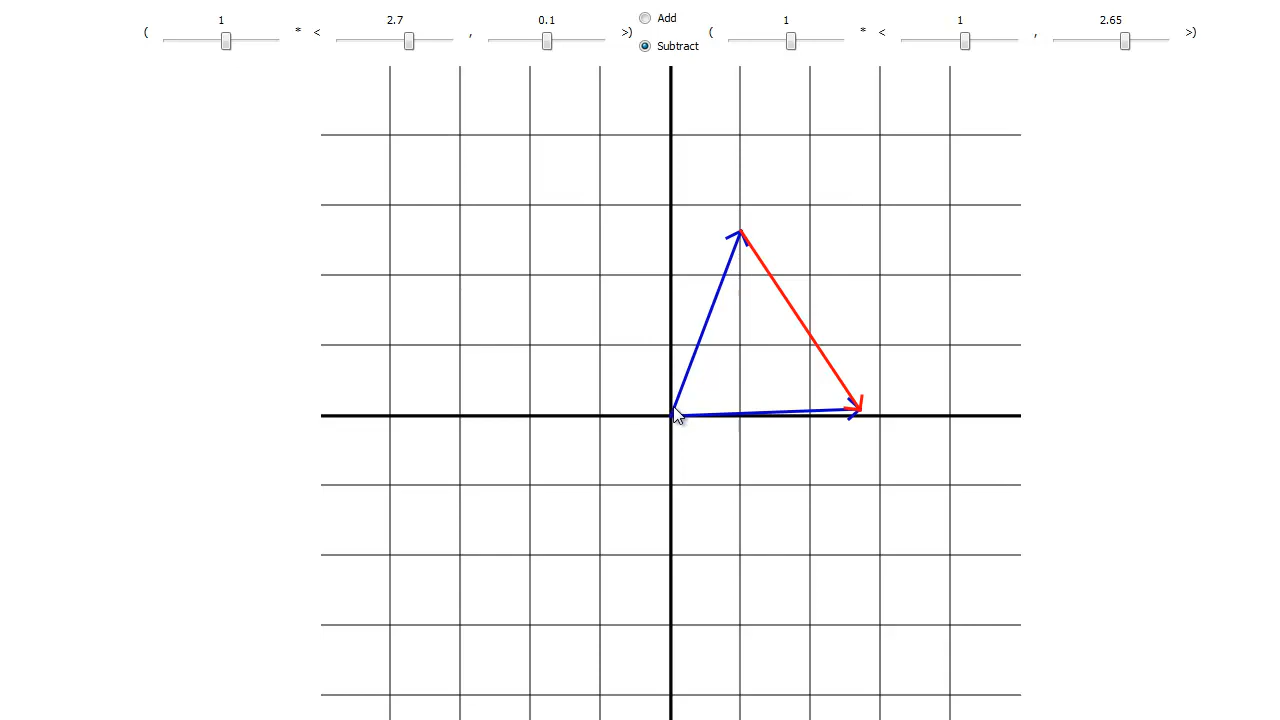 1 2.7 0.1 Add 1 1 2.65
( * < , >) Subtract ( * < , >)